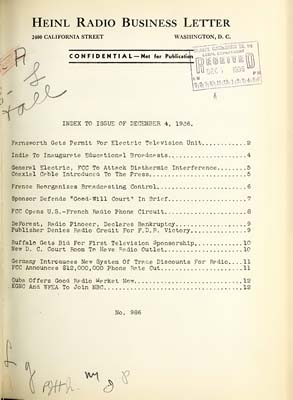 HEINL RADIO BUSINESS LETTER
2400 CALIFORNIA STREET WASHINGTON, D. C.
CONFIDENTIAL—Not for Publication
RECEIVED
DEC 1936
INDEX TO ISSUE OF DECEMBER 4, 1936.
Farnsworth Gets Permit For Electric Television Unit...........2
India To Inaugurate Educational Broadcasts....................4
General Electric, FCC To Attack Diathermic Interference.......5
Coaxial Cable Introduced To The Press.........................5
France Reorganizes Broadcasting Control.......................6
Sponsor Defends "Good-Will Court" In Brief....................7
FCC Opens U.S.-French Radio Phone Circuit.....................8
DeForest, Radio Pioneer, Declares Bankruptcy..................9
Publisher Denies Radio Credit For F.D.R. Victory..............9
Buffalo Gets Bid For First Television Sponsorship............10
New D. C. Court Room To Have Radio Outlet....................10
Germany Introduces New System Of Trade Discounts For Radio...11
FCC Announces $12,000,000 Phone Rate Cut.....................11
Cuba Offers Good Radio Market Now............................12
KGNC And WFEA To Join NBC....................................12
No. 986